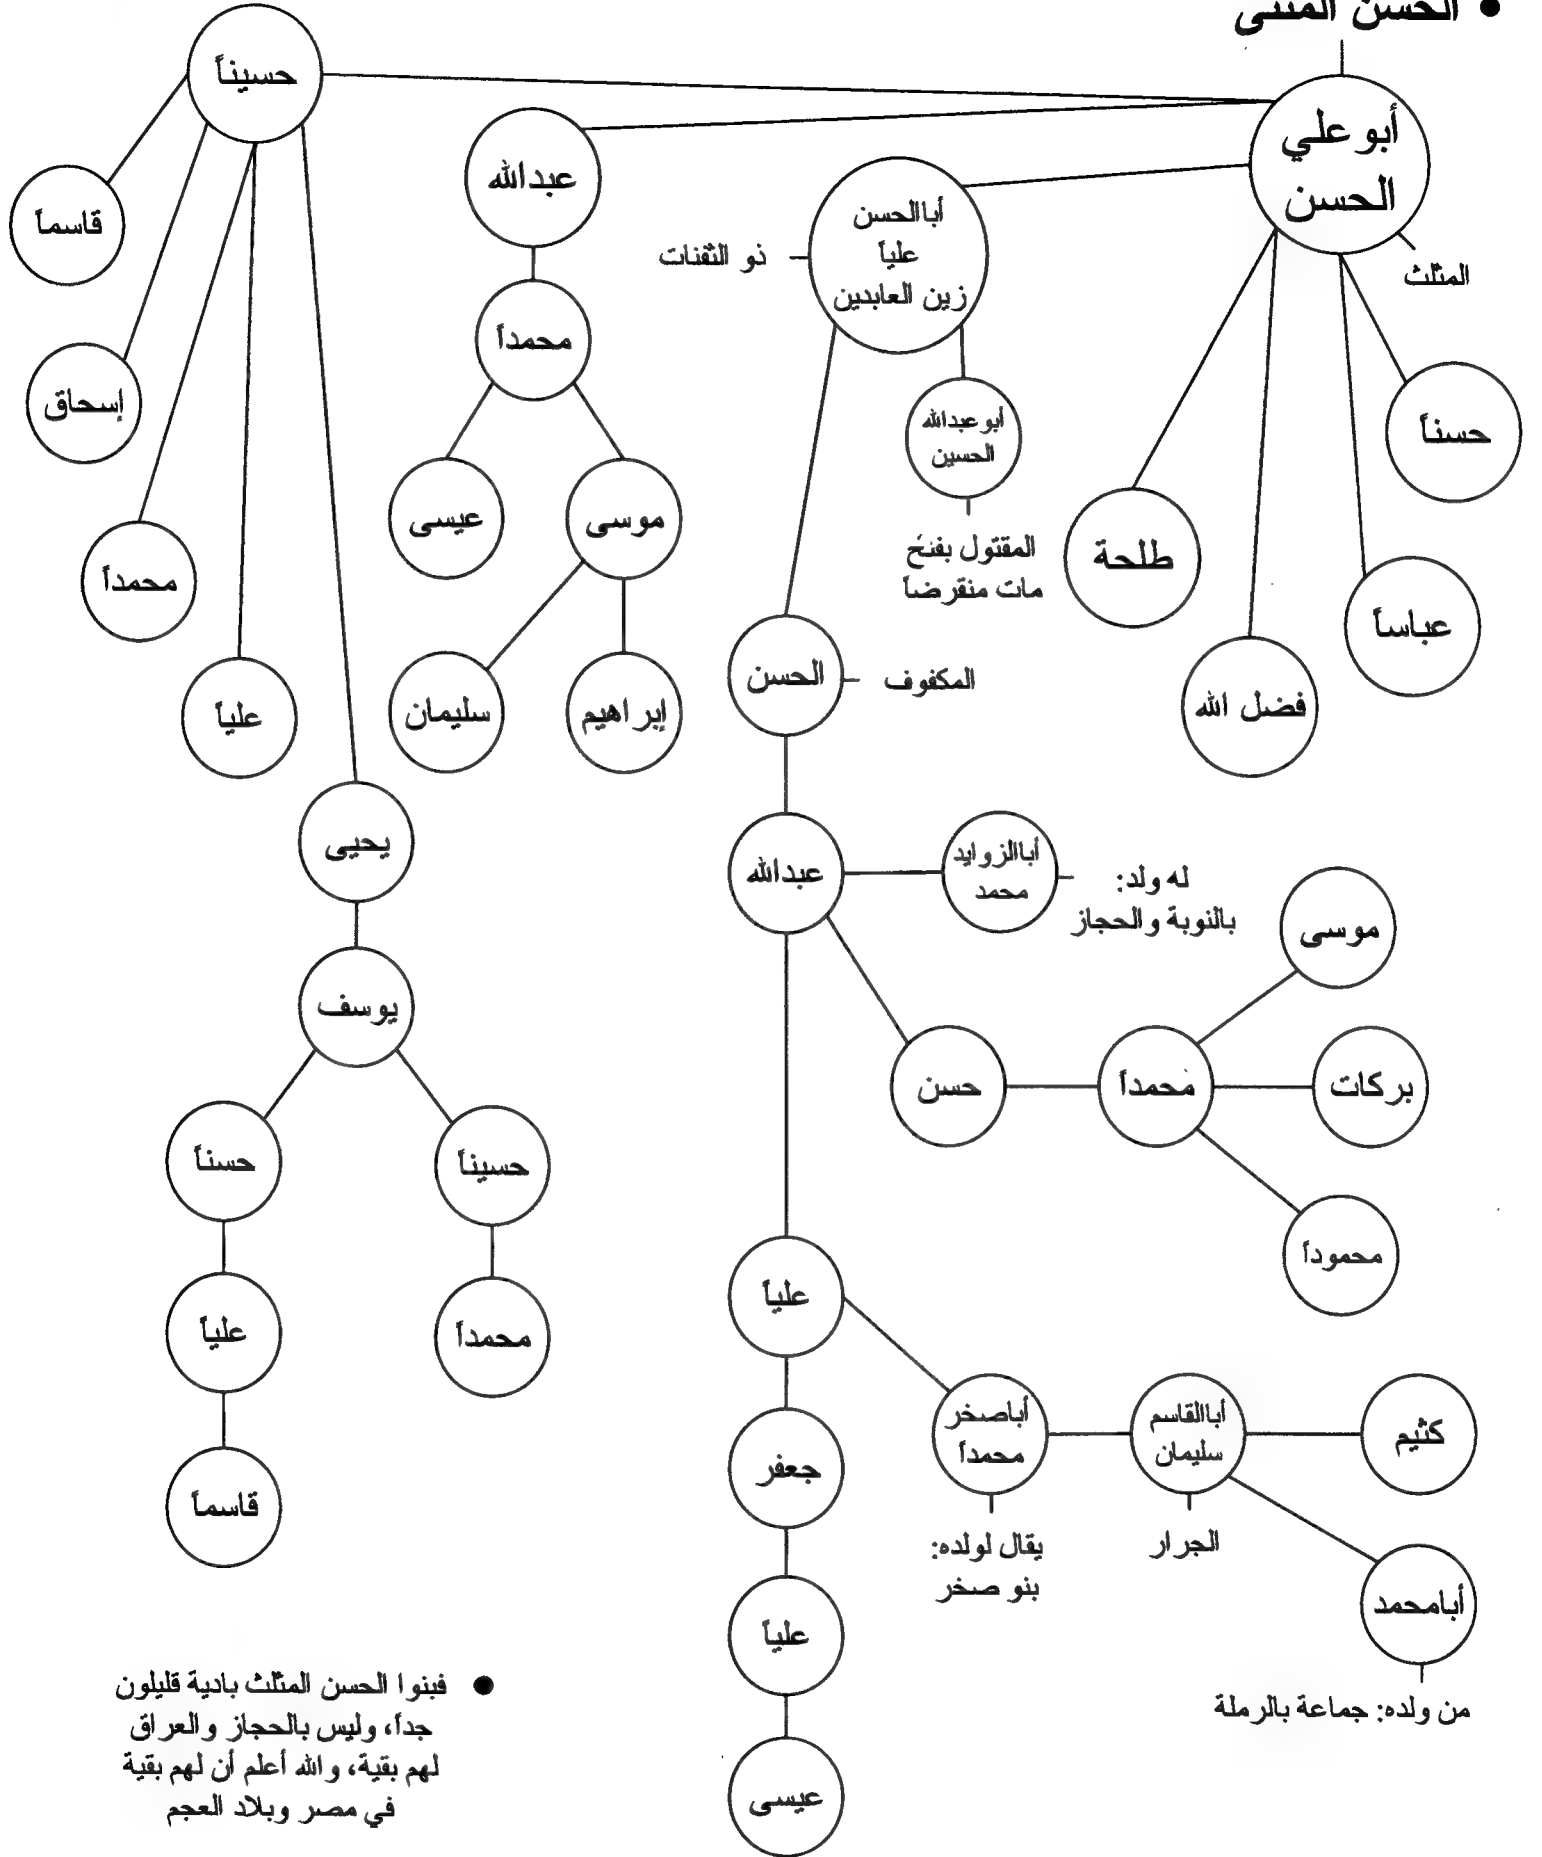 • الحسن المثنى
أبو علي
الحسن
المثلث
حسناً
عباساً
فضل الله
طلحة
أباالحسن
علياً
زين العابدين
ذو الثفنات
أبو عبدالله
الحسين
المقتول بفخ
مات منقرضاً
الحسن
المكفوف
عبدالله
أباالزوايد
محمد
له ولد:
بالنوبة والحجاز
حسن
محمداً
موسى
بركات
محموداً
علياً
أباصخر
محمداً
يقال لولده:
بنو صخر
أباالقاسم
سليمان
الجرار
كثيم
أبامحمد
من ولده: جماعة بالرملة
جعفر
علياً
عيسى
عبدالله
محمداً
موسى
عيسى
إبراهيم
سليمان
حسيناً
قاسماً
إسحاق
محمداً
علياً
يحيى
يوسف
حسيناً
محمداً
حسناً
علياً
قاسماً
• فبنوا الحسن المثلث بادية قليلون
جداً، وليس بالحجاز والعراق
لهم بقية، والله أعلم أن لهم بقية
في مصر وبلاد العجم